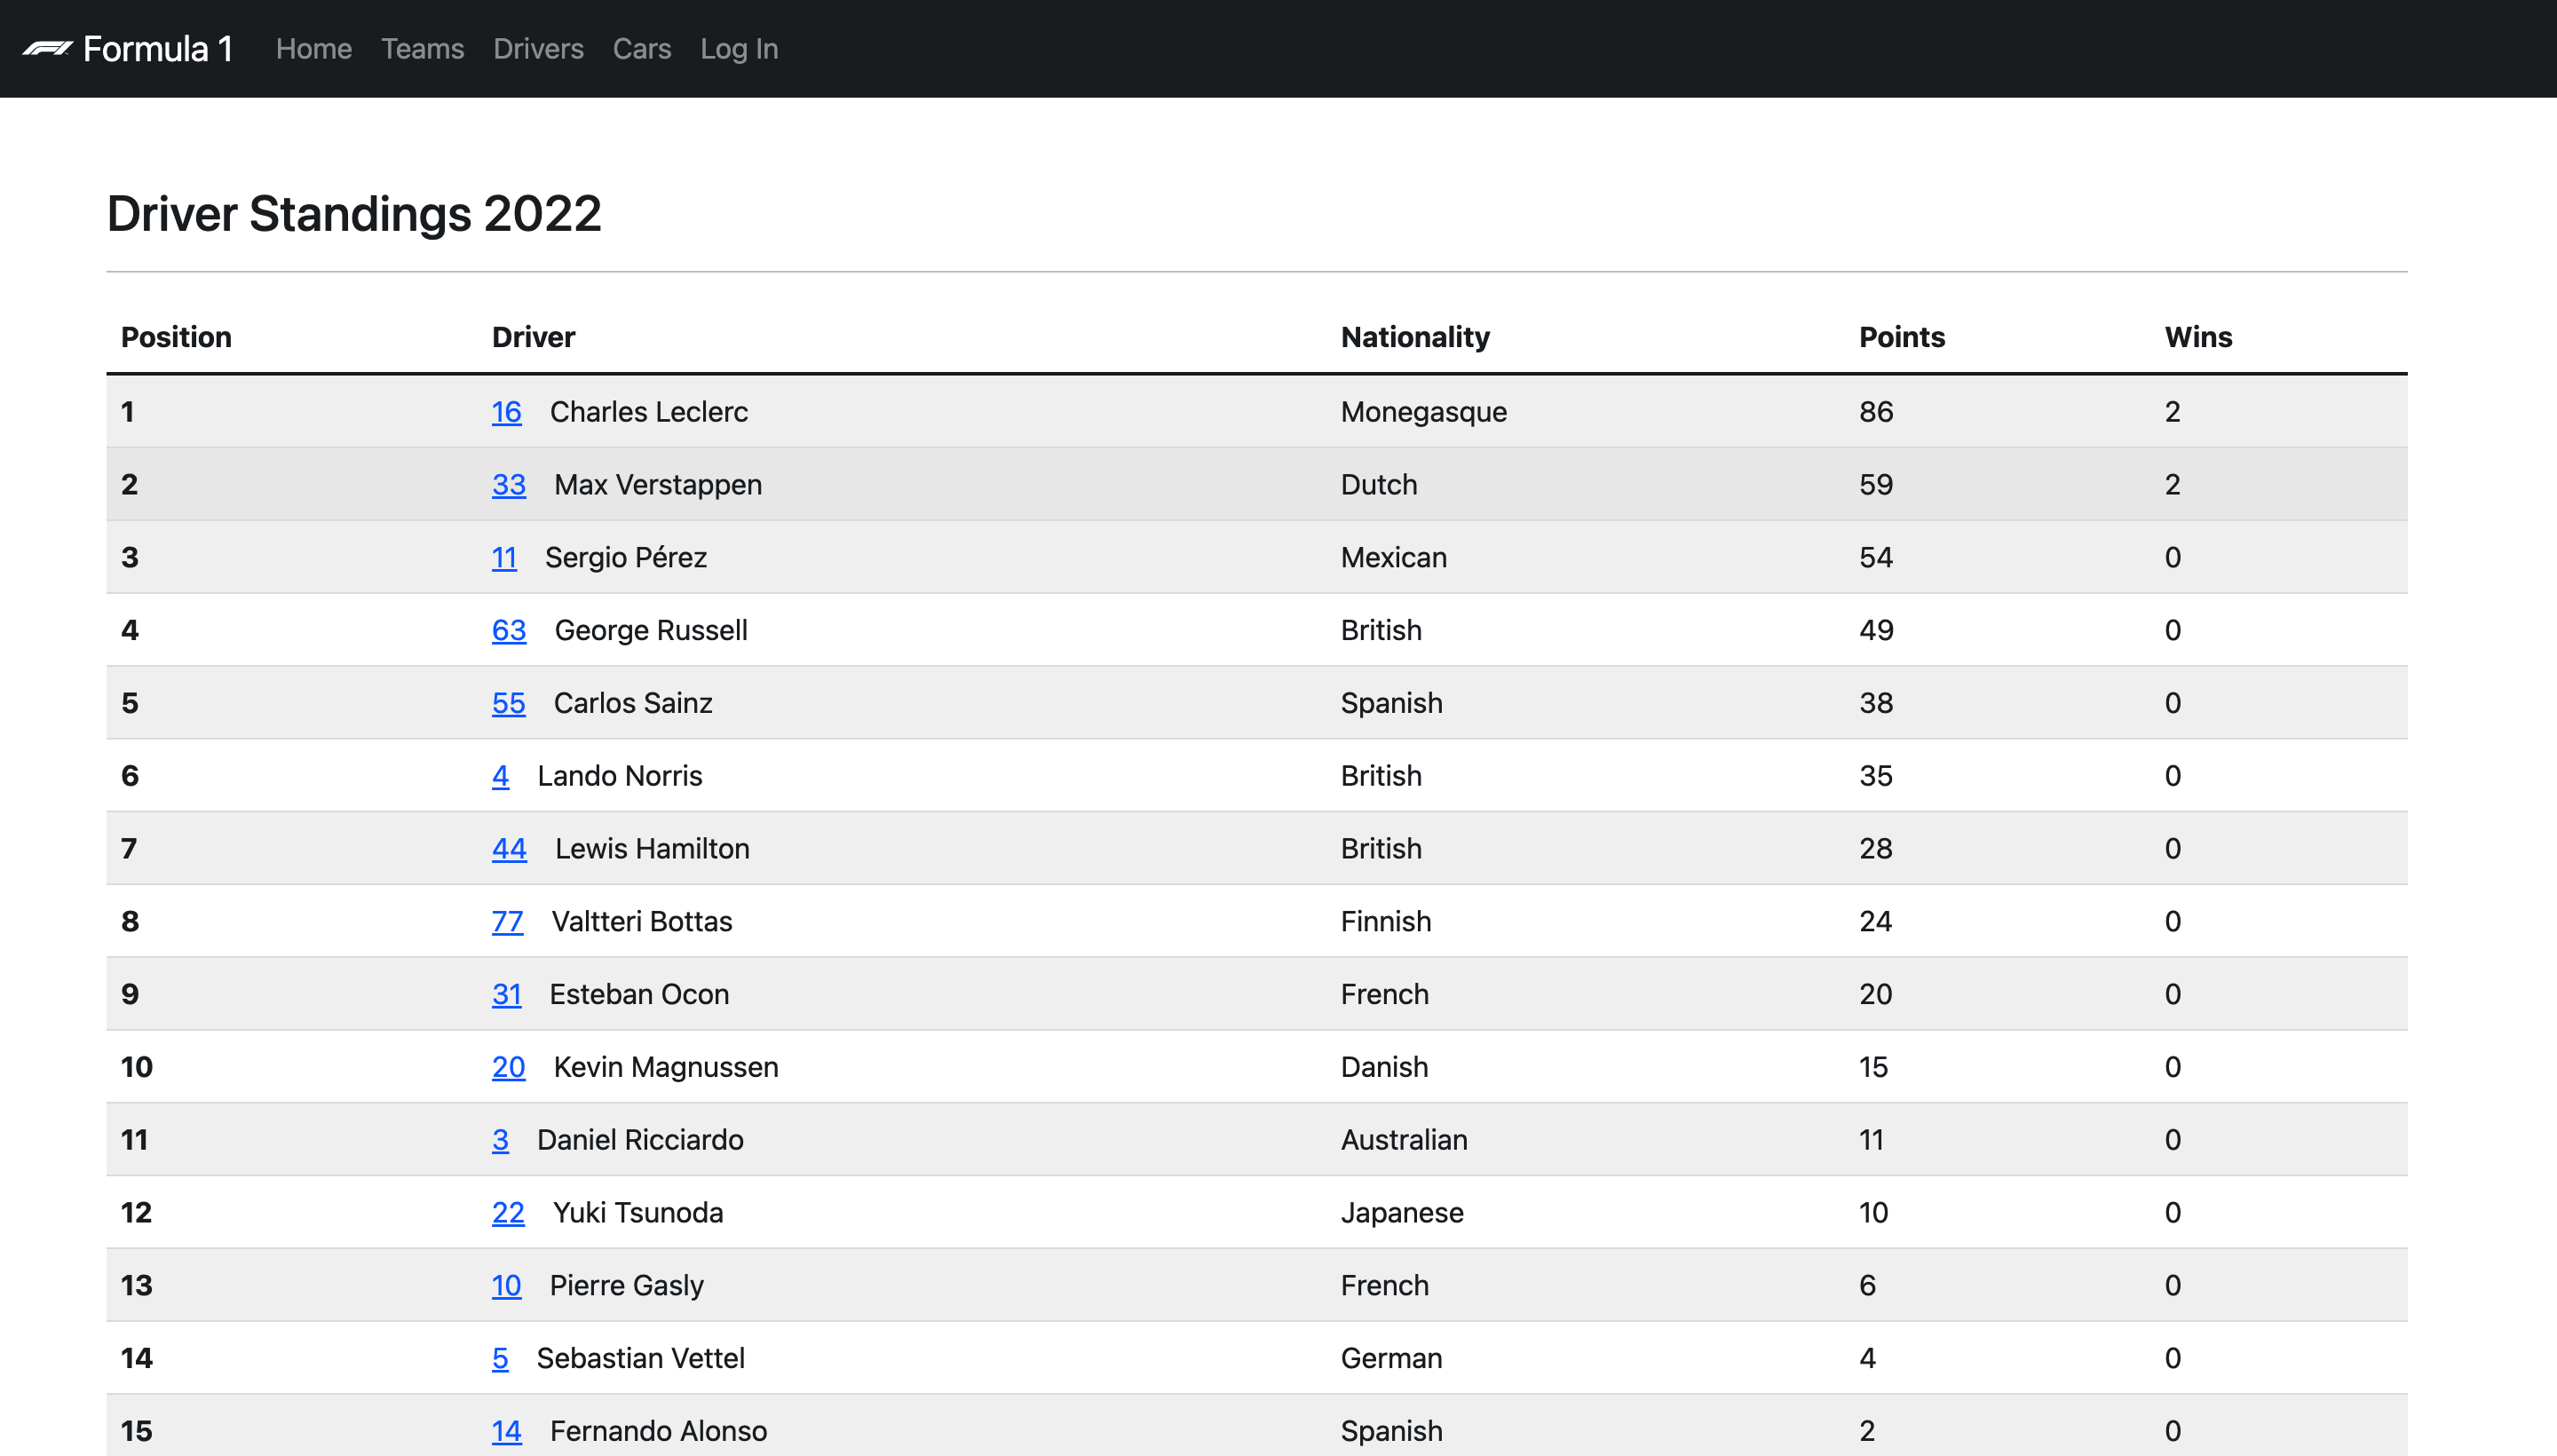 Formula 1 Home Teams Drivers Cars Log In
Driver Standings 2022
Position Driver Nationality Points Wins
1 16 Charles Leclerc Monegasque 86 2
2 33 Max Verstappen Dutch 59 2
3 11 Sergio Pérez Mexican 54 0
4 63 George Russell British 49 0
5 55 Carlos Sainz Spanish 38 0
6 4 Lando Norris British 35 0
7 44 Lewis Hamilton British 28 0
8 77 Valtteri Bottas Finnish 24 0
9 31 Esteban Ocon French 20 0
10 20 Kevin Magnussen Danish 15 0
11 3 Daniel Ricciardo Australian 11 0
12 22 Yuki Tsunoda Japanese 10 0
13 10 Pierre Gasly French 6 0
14 5 Sebastian Vettel German 4 0
15 14 Fernando Alonso Spanish 2 0